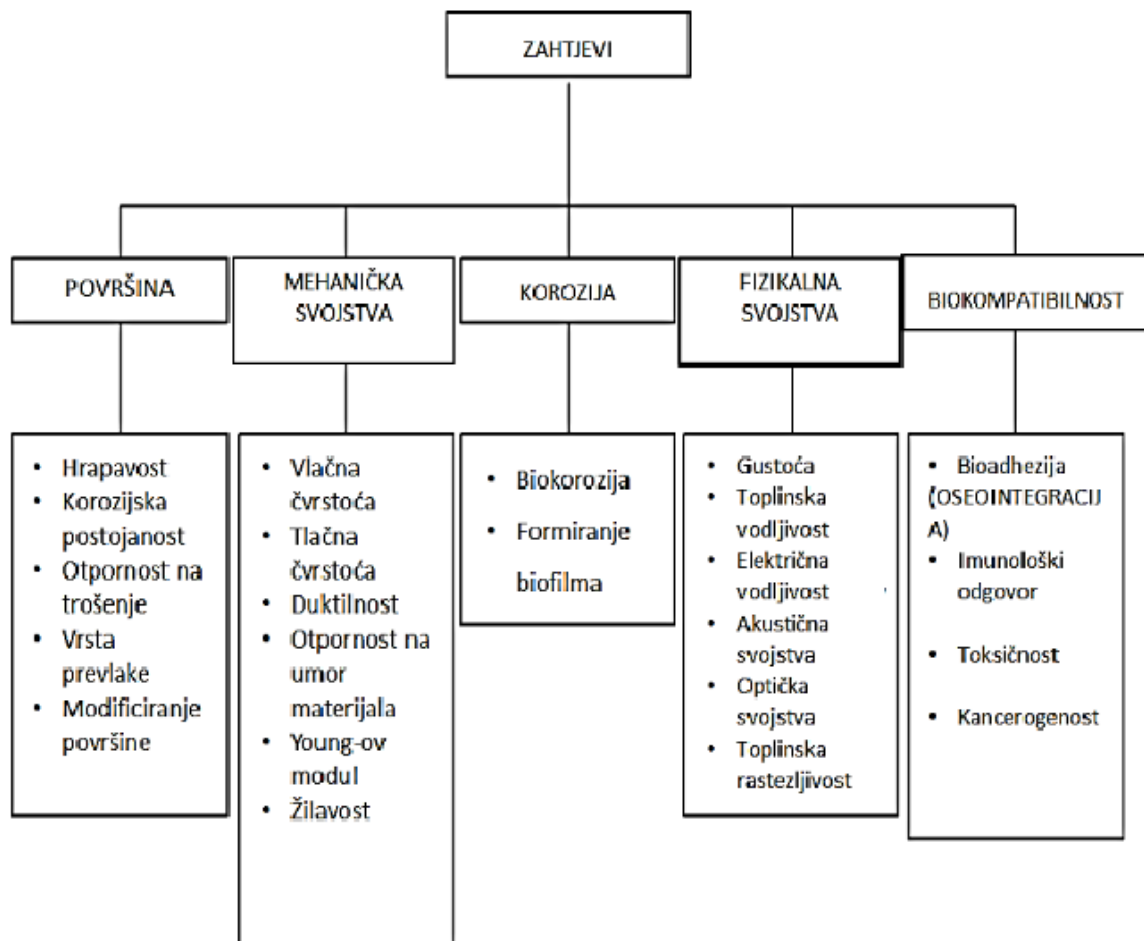 ZAHTJEVI
POVRŠINA
MEHANIČKA
SVOJSTVA
KOROZIJA
FIZIKALNA
SVOJSTVA
BIOKOMPATIBILNOST
• Hrapavost
• Korozijska
postojanost
• Otpornost na
trošenje
• Vrsta
prevlake
• Modificiranje
površine
• Vlačna
čvrstoća
• Tlačna
čvrstoća
• Duktilnost
• Otpornost na
umor
materijala
• Young-ov
modul
• Žilavost
• Biokorozija
• Formiranje
biofilma
• Gustoća
• Toplinska
vodljivost
• Električna
vodljivost
• Akustična
svojstva
• Optička
svojstva
• Toplinska
rastezljivost
• Bioadhezija
(OSEOINTEGRACIJ
A)
• Imunološki
odgovor
• Toksičnost
• Kancerogenost